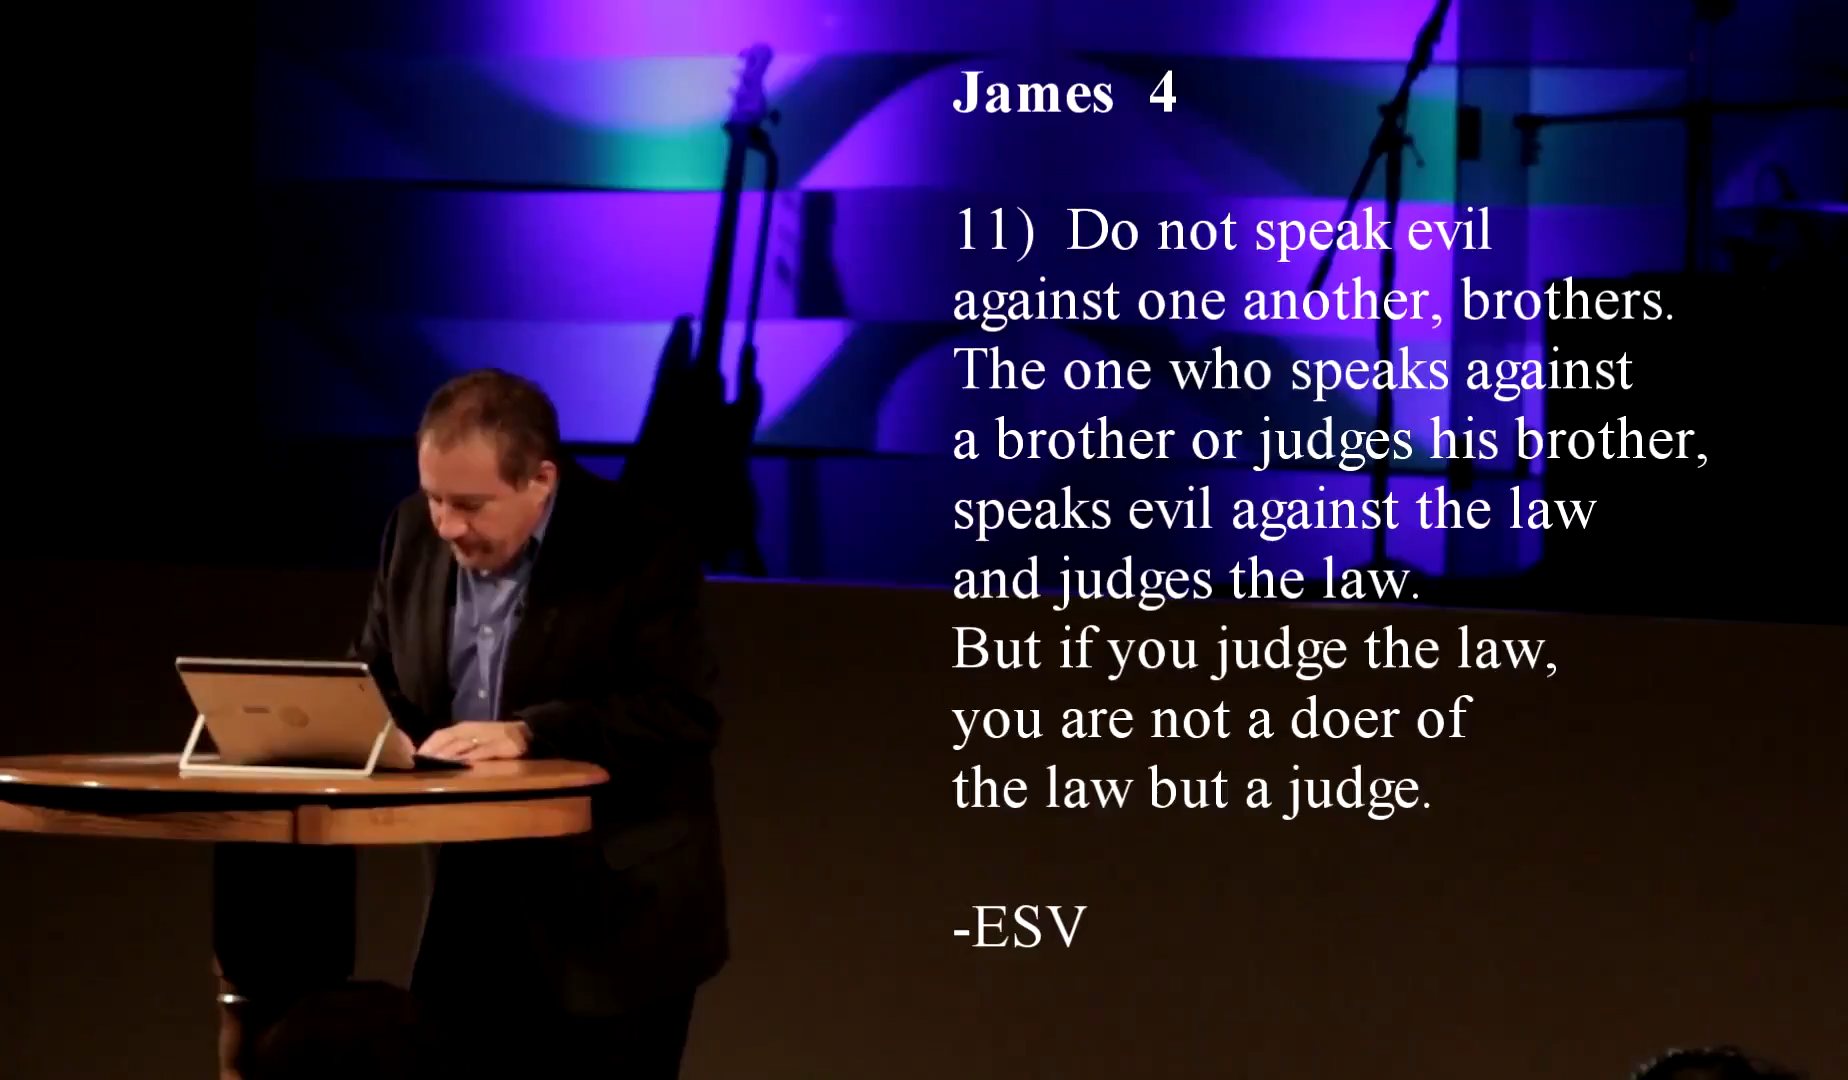 James 4
11) Do not speak evil
against one another, brothers.
The one who speaks against
a brother or judges his brother,
speaks evil against the law
and judges the law.
But if you judge the law,
you are not a doer of
the law but a judge.
-ESV